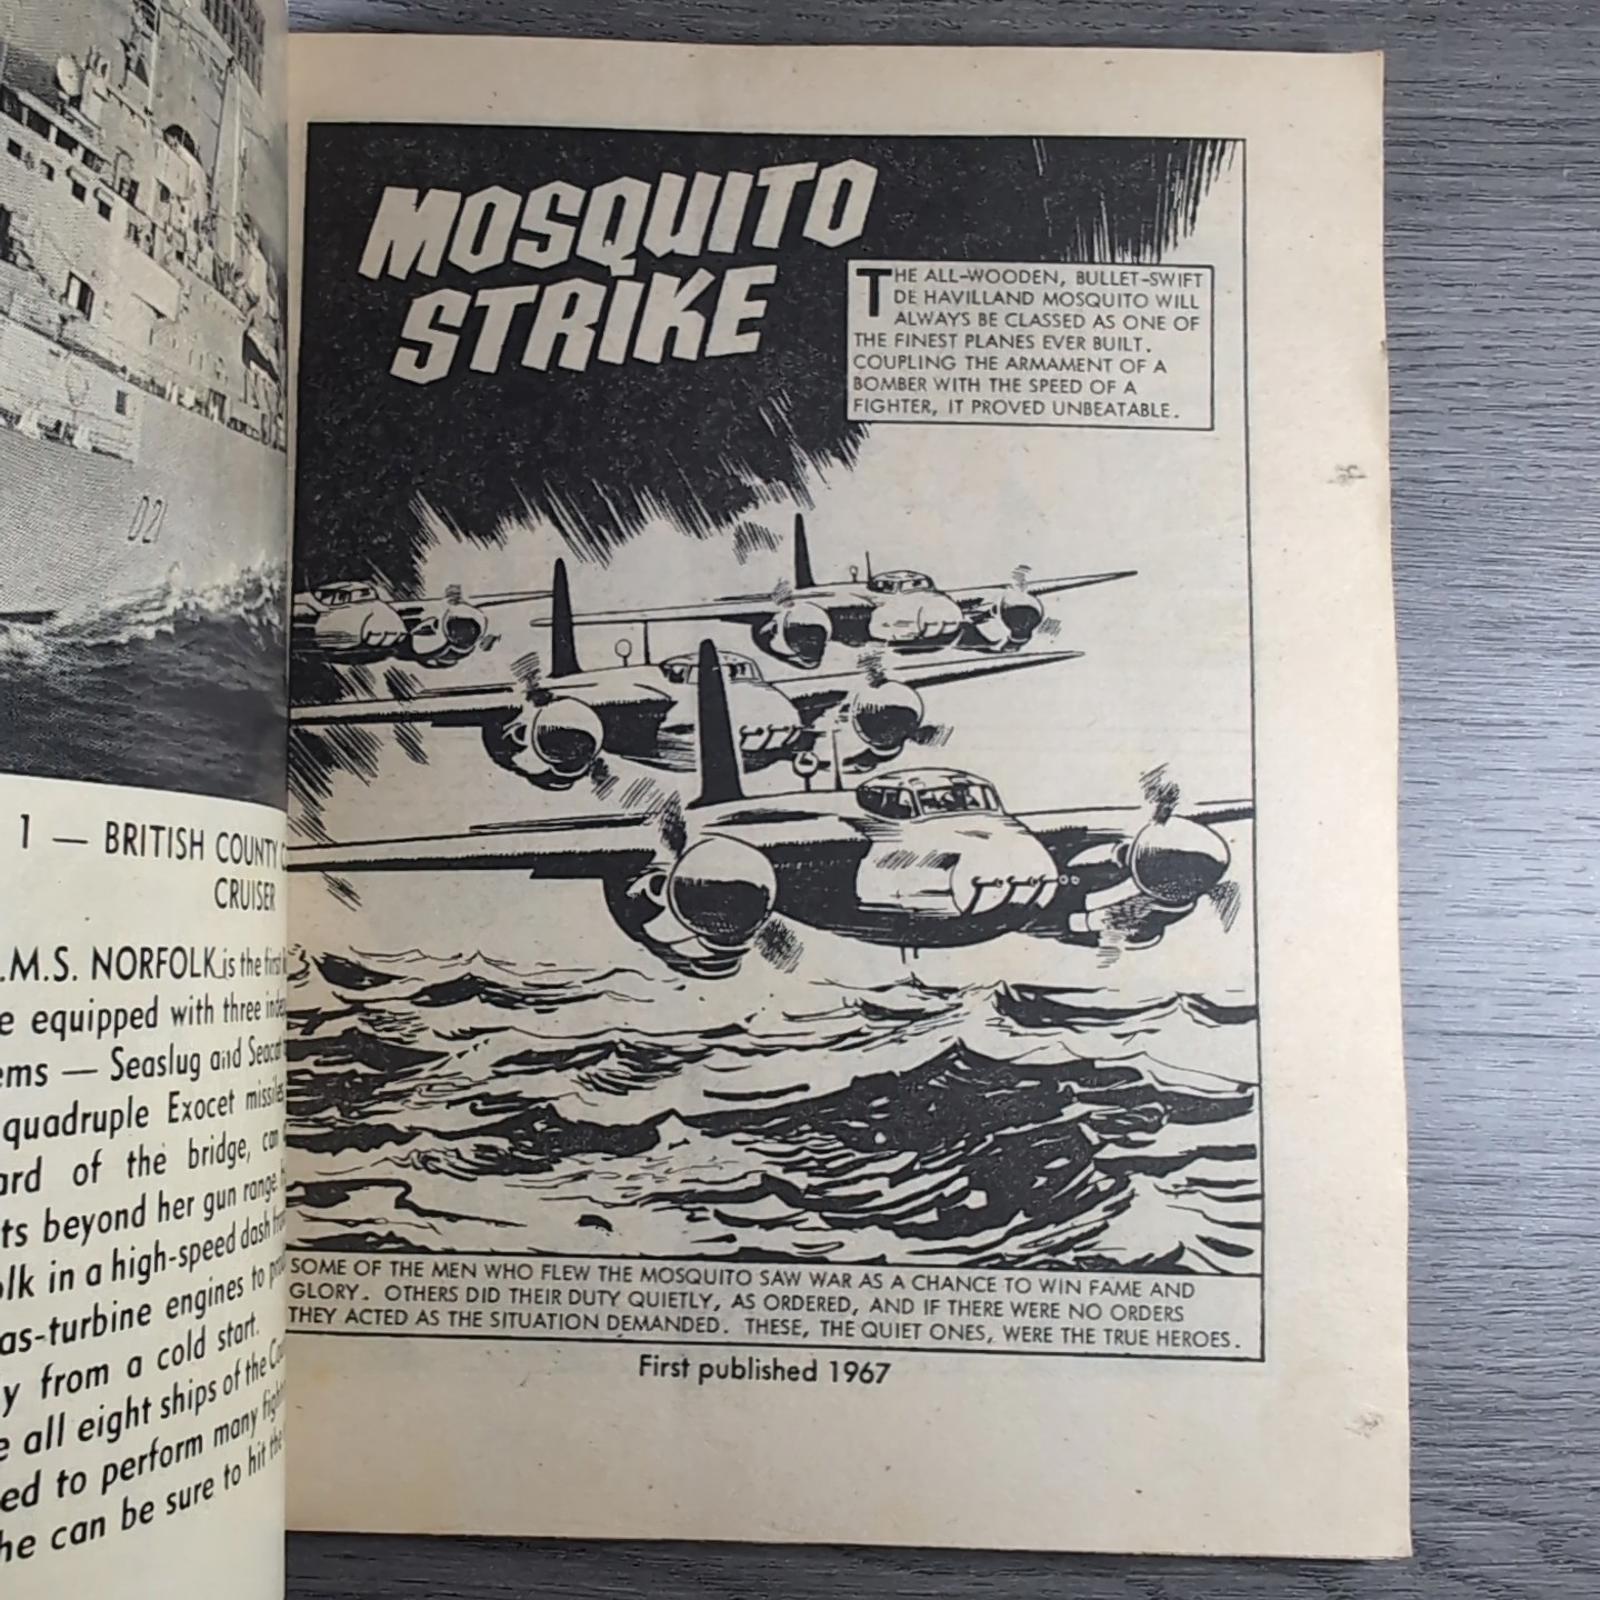 D21
1 — BRITISH COUNTY
CRUISER
.M.S. NORFOLK is the first
equipped with three
— Seaslug and Seacat
quadruple Exocet missiles
of the bridge, can
beyond her gun range.
in a high-speed dash
engines to
from a cold start.
all eight ships of the
to perform many
can be sure to hit the
MOSQUITO
STRIKE
THE ALL-WOODEN, BULLET-SWIFT
DE HAVILLAND MOSQUITO WILL
ALWAYS BE CLASSED AS ONE OF
THE FINEST PLANES EVER BUILT.
COUPLING THE ARMAMENT OF A
BOMBER WITH THE SPEED OF A
FIGHTER, IT PROVED UNBEATABLE.
SOME OF THE MEN WHO FLEW THE MOSQUITO SAW WAR AS A CHANCE TO WIN FAME AND
GLORY. OTHERS DID THEIR DUTY QUIETLY, AS ORDERED, AND IF THERE WERE NO ORDERS
THEY ACTED AS THE SITUATION DEMANDED. THESE, THE QUIET ONES, WERE THE TRUE HEROES.
First published 1967